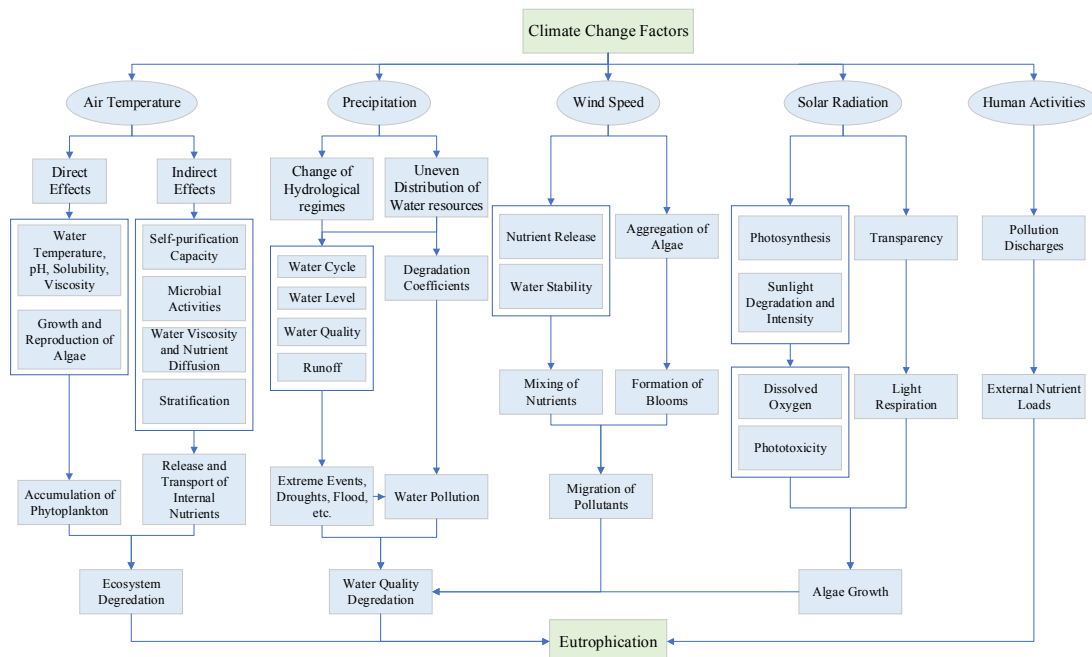 Climate Change Factors
Air Temperature
Precipitation
Wind Speed
Solar Radiation
Human Activities
Direct
Effects
Indirect
Effects
Change of
Hydrological
regimes
Uneven
Distribution of
Water resources
Water
Temperature,
pH, Solubility,
Viscosity
Growth and
Reproduction of
Algae
Self-purification
Capacity
Microbial
Activities
Water Viscosity
and Nutrient
Diffusion
Stratification
Water Cycle
Water Level
Water Quality
Runoff
Degradation
Coefficients
Nutrient Release
Water Stability
Aggregation of
Algae
Photosynthesis
Sunlight
Degradation and
Intensity
Transparency
Pollution
Discharges
Mixing of
Nutrients
Formation of
Blooms
Dissolved
Oxygen
Phototoxicity
Light
Respiration
External Nutrient
Loads
Accumulation of
Phytoplankton
Release and
Transport of
Internal
Nutrients
Extreme Events,
Droughts, Flood,
etc.
Water Pollution
Migration of
Pollutants
Ecosystem
Degredation
Water Quality
Degredation
Algae Growth
Eutrophication